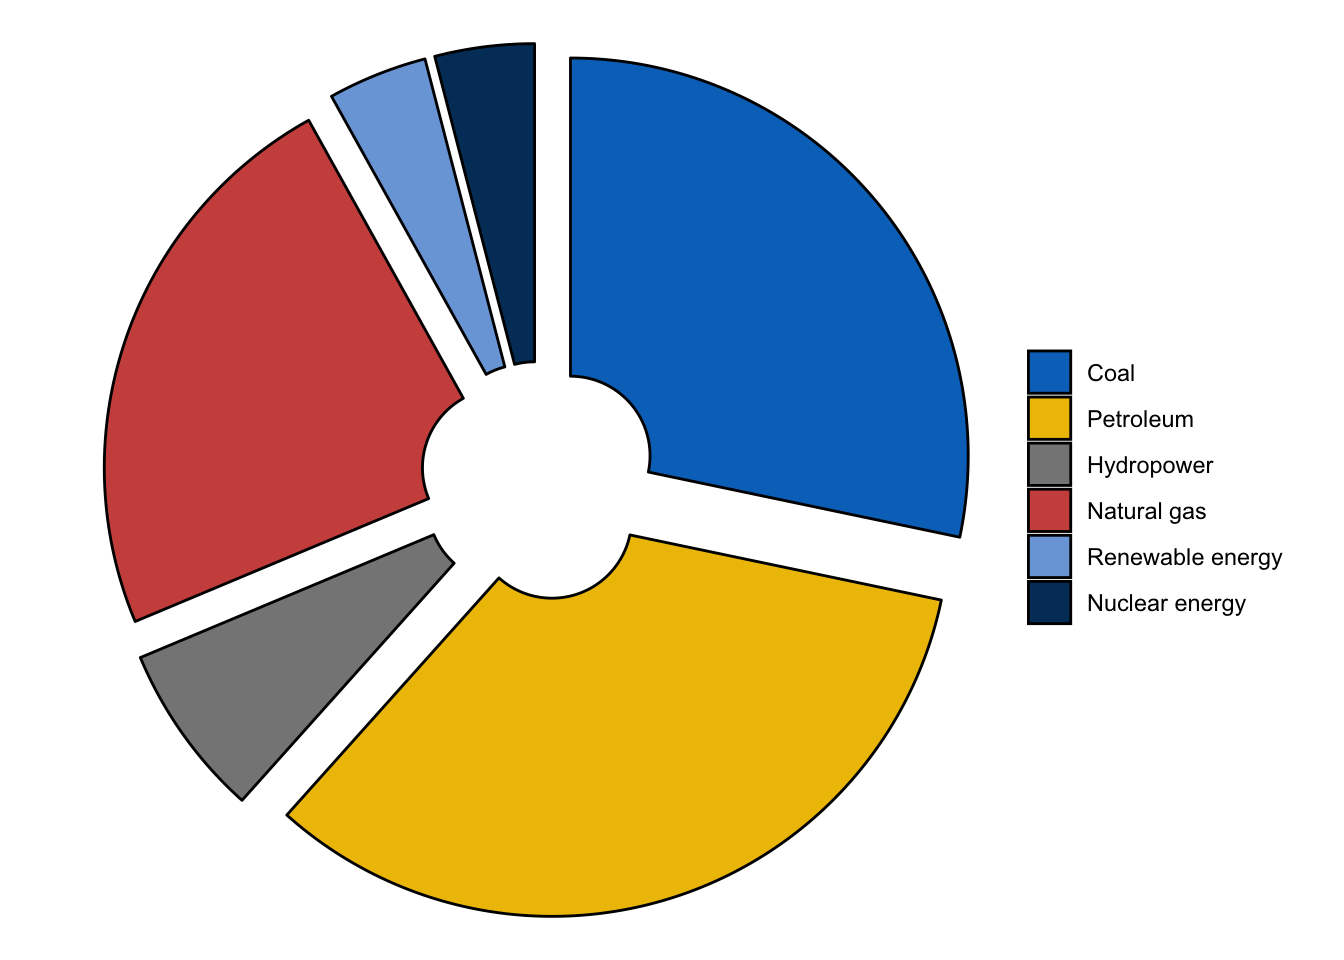 Coal
Petroleum
Hydropower
Natural gas
Renewable energy
Nuclear energy